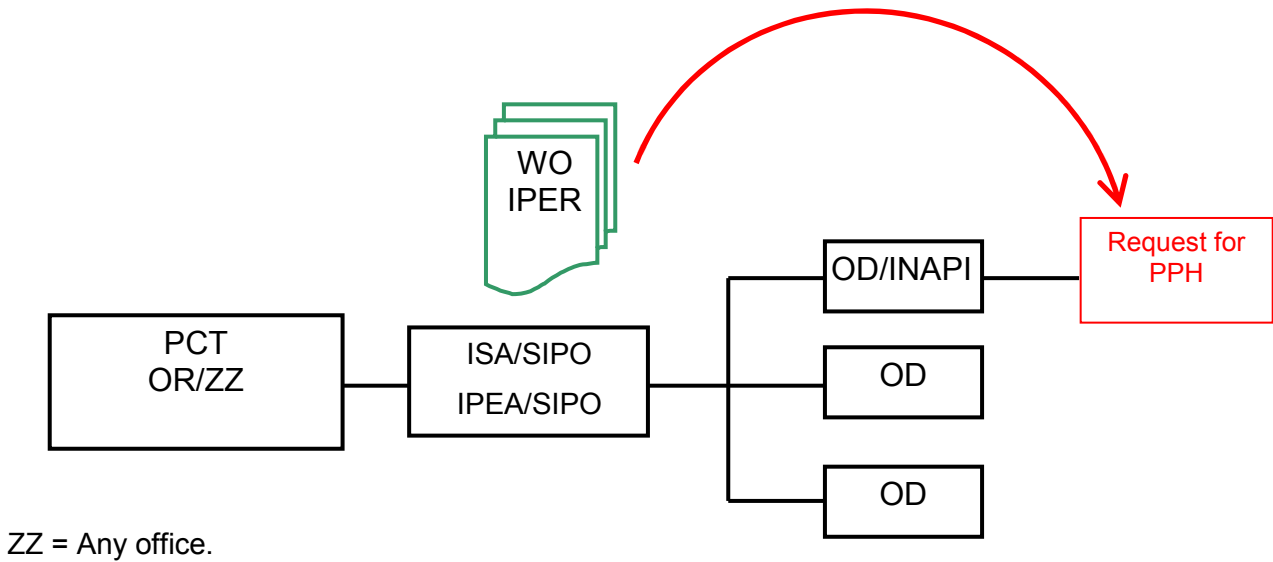 WO
IPER
Request for
PPH
OD/INAPI
PCT
OR/ZZ
ISA/SIPO
IPEA/SIPO
OD
OD
ZZ = Any office.